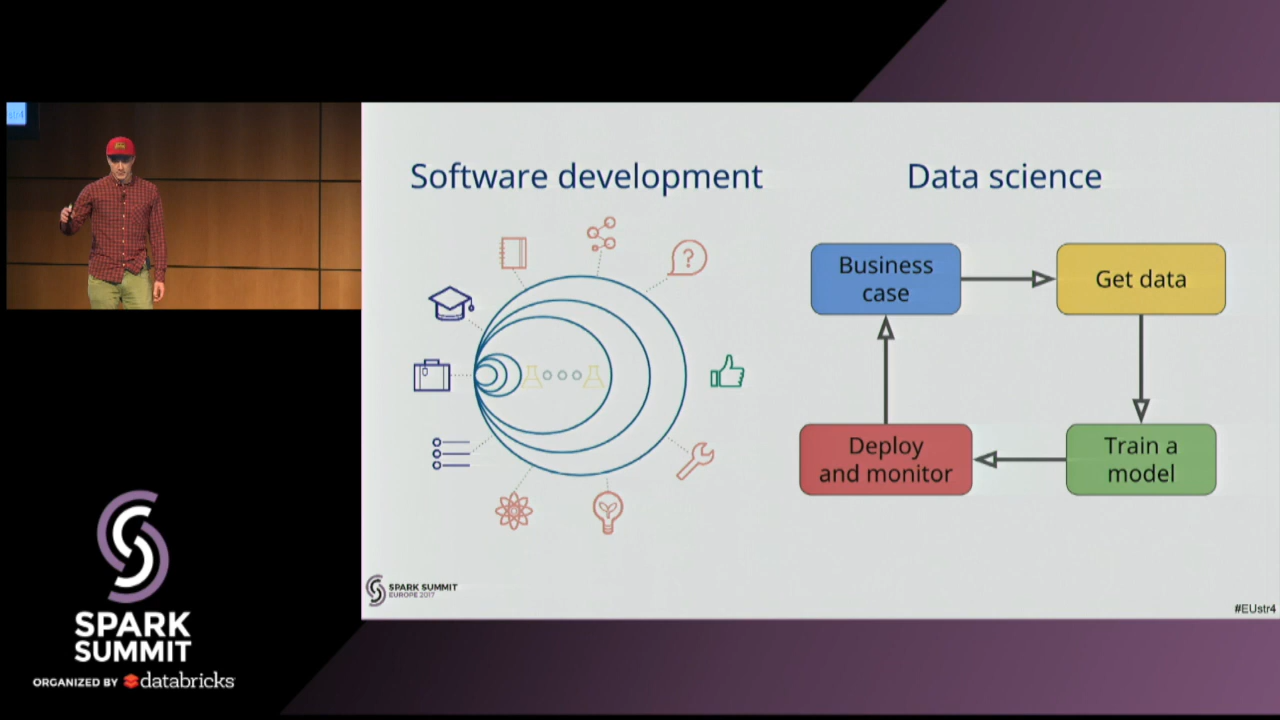 Software development
Data science
Business
case
Get data
Deploy
and monitor
Train a
model
SPARK SUMMIT
EUROPE 2017
#EUstr4
SPARK
SUMMIT
ORGANIZED BY databricks